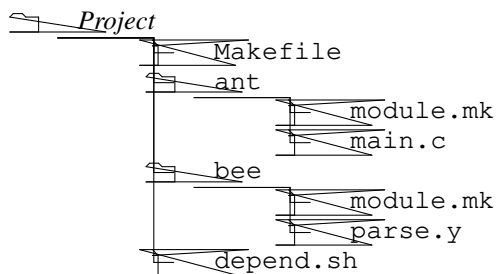 Project
Makefile
ant
module.mk
main.c
bee
module.mk
parse.y
depend.sh